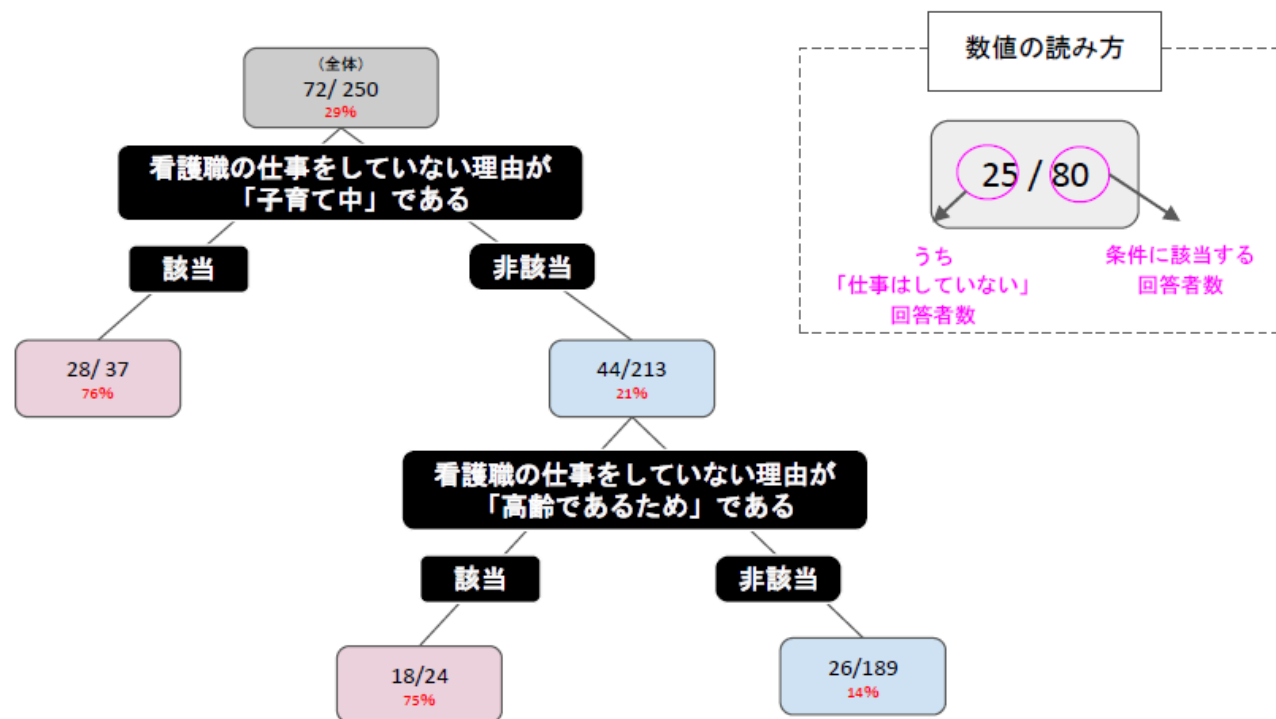 (全体)
72/ 250
29%
看護職の仕事をしていない理由が
「子育て中」である
該当
非該当
28/ 37
76%
44/213
21%
看護職の仕事をしていない理由が
「高齢であるため」である
該当
非該当
18/24
75%
26/189
14%
数値の読み方
25 / 80
うち
「仕事はしていない」
回答者数
条件に該当する
回答者数